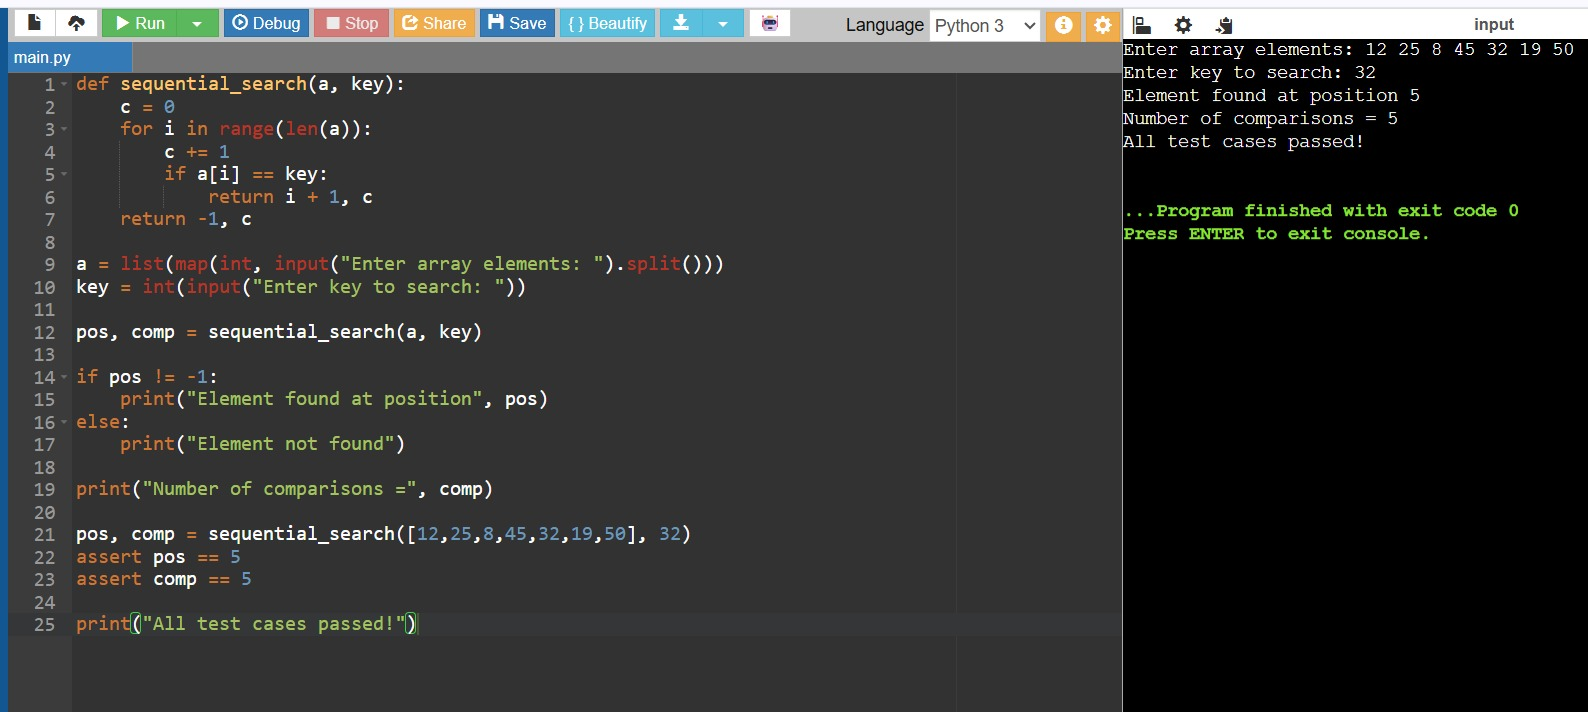 Run Debug Stop Share Save { } Beautify Language Python 3 input
main.py
1 def sequential_search(a, key):
2     c = 0
3     for i in range(len(a)):
4         c += 1
5         if a[i] == key:
6             return i + 1, c
7     return -1, c
8
9 a = list(map(int, input("Enter array elements: ").split()))
10 key = int(input("Enter key to search: "))
11
12 pos, comp = sequential_search(a, key)
13
14 if pos != -1:
15     print("Element found at position", pos)
16 else:
17     print("Element not found")
18
19 print("Number of comparisons =", comp)
20
21 pos, comp = sequential_search([12,25,8,45,32,19,50], 32)
22 assert pos == 5
23 assert comp == 5
24
25 print("All test cases passed!")
Enter array elements: 12 25 8 45 32 19 50
Enter key to search: 32
Element found at position 5
Number of comparisons = 5
All test cases passed!
...Program finished with exit code 0
Press ENTER to exit console.